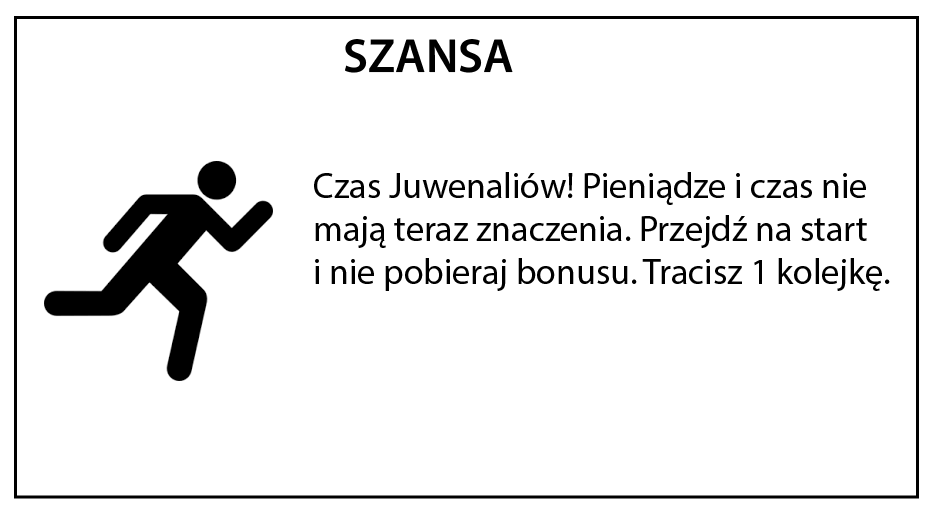 SZANSA
Czas Juwenaliów! Pieniądze i czas nie
mają teraz znaczenia. Przejdź na start
i nie pobieraj bonusu. Tracisz 1 kolejkę.